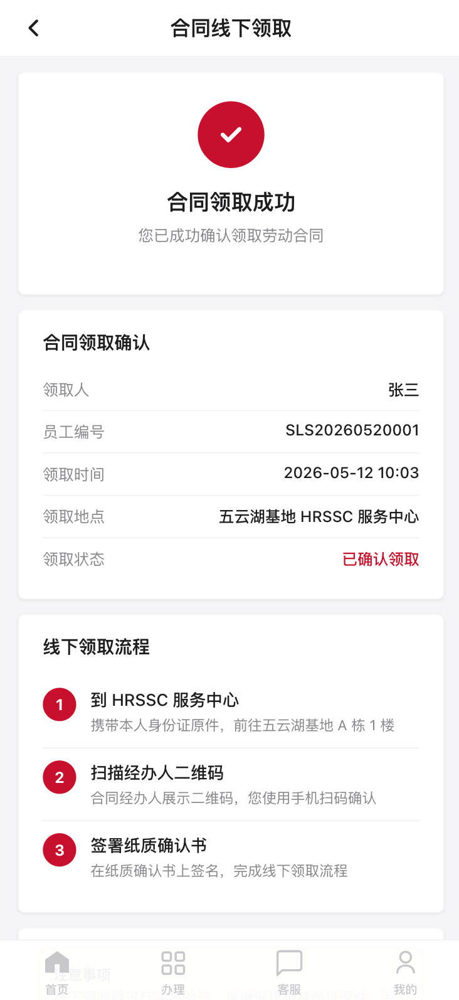 合同线下领取
合同领取成功
您已成功确认领取劳动合同
合同领取确认
领取人 张三
员工编号 SLS20260520001
领取时间 2026-05-12 10:03
领取地点 五云湖基地 HRSSC 服务中心
领取状态 已确认领取
线下领取流程
1 到 HRSSC 服务中心
携带本人身份证原件，前往五云湖基地 A 栋 1 楼
2 扫描经办人二维码
合同经办人展示二维码，您使用手机扫码确认
3 签署纸质确认书
在纸质确认书上签名，完成线下领取流程
注意事项
首页 办理 客服 我的